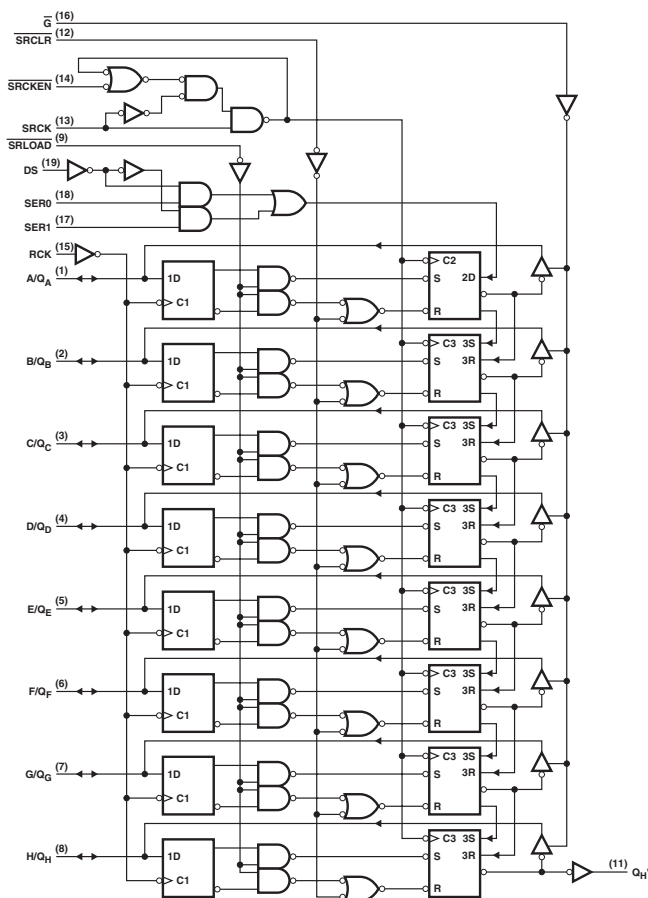 G (16)
SRCLR (12)
SRCKEN (14)
SRCK (13)
SRLOAD (9)
DS (19)
SER0 (18)
SER1 (17)
RCK (15)
A/QA (1) 1D C1 C2 2D S R
B/QB (2) 1D C1 C3 3S 3R S R
C/QC (3) 1D C1 C3 3S 3R S R
D/QD (4) 1D C1 C3 3S 3R S R
E/QE (5) 1D C1 C3 3S 3R S R
F/QF (6) 1D C1 C3 3S 3R S R
G/QG (7) 1D C1 C3 3S 3R S R
H/QH (8) 1D C1 C3 3S 3R S R
(11) QH'